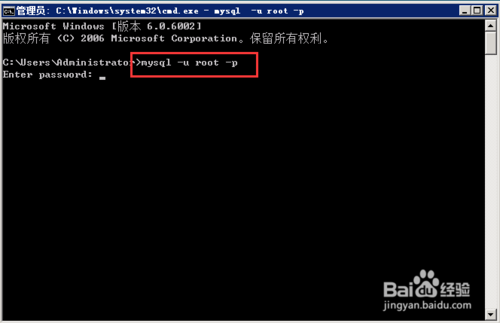 管理员: C:\Windows\system32\cmd.exe - mysql -u root -p
Microsoft Windows [版本 6.0.6002]
版权所有 (C) 2006 Microsoft Corporation。保留所有权利。
C:\Users\Administrator>mysql -u root -p
Enter password:
Bai度经验
jingyan.baidu.com